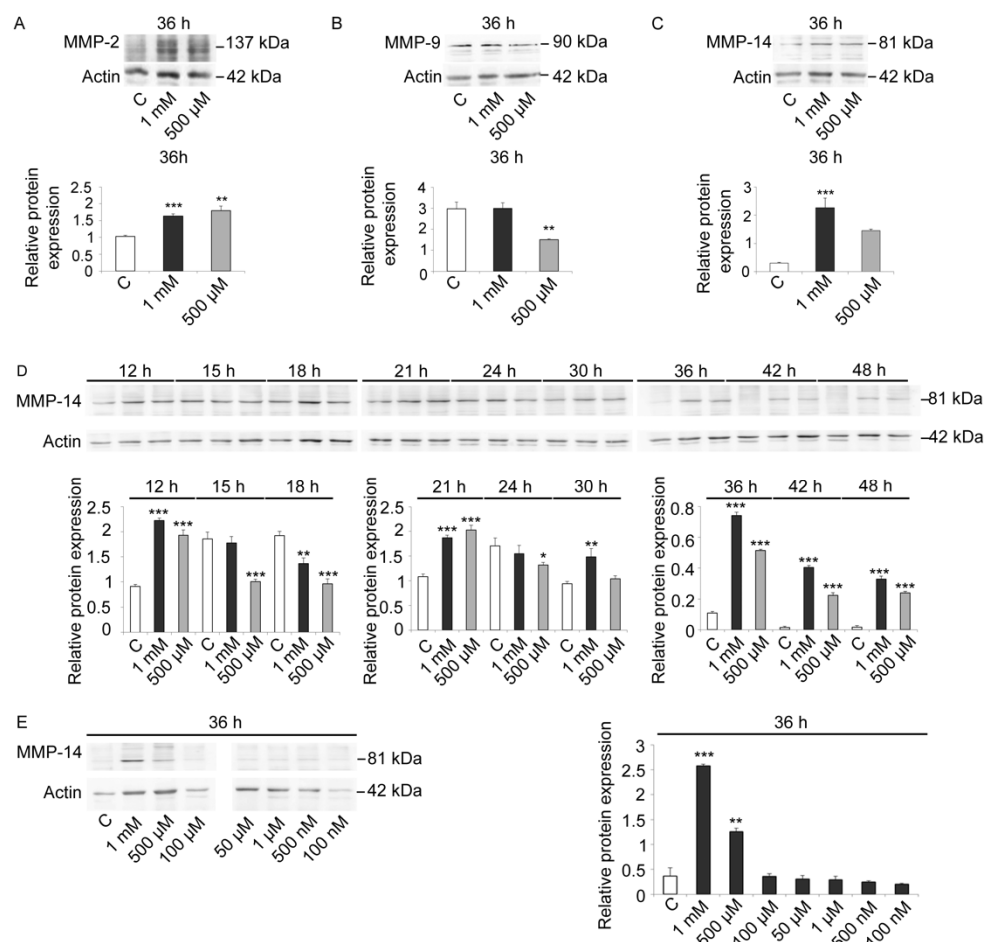 A
36 h
MMP-2
137 kDa
Actin
42 kDa
C
1 mM
500 µM
36h
Relative protein expression
2.5
2
1.5
1
0.5
0
***
**
C
1 mM
500 µM
B
36 h
MMP-9
90 kDa
Actin
42 kDa
C
1 mM
500 µM
36 h
Relative protein expression
4
3
2
1
0
**
C
1 mM
500 µM
C
36 h
MMP-14
81 kDa
Actin
42 kDa
C
1 mM
500 µM
36 h
Relative protein expression
3
2.5
2
1.5
1
0.5
0
***
C
1 mM
500 µM
D
12 h 15 h 18 h 21 h 24 h 30 h 36 h 42 h 48 h
MMP-14
81 kDa
Actin
42 kDa
12 h 15 h 18 h
Relative protein expression
2.5
2
1.5
1
0.5
0
*** *** *** ** ***
C 1 mM 500 µM C 1 mM 500 µM C 1 mM 500 µM
21 h 24 h 30 h
Relative protein expression
2.5
2
1.5
1
0.5
0
*** *** * **
C 1 mM 500 µM C 1 mM 500 µM C 1 mM 500 µM
36 h 42 h 48 h
Relative protein expression
0.8
0.6
0.4
0.2
0
*** *** *** *** *** ***
C 1 mM 500 µM C 1 mM 500 µM C 1 mM 500 µM
E
36 h
MMP-14
81 kDa
Actin
42 kDa
C 1 mM 500 µM 100 µM 50 µM 1 µM 500 nM 100 nM
36 h
Relative protein expression
3
2.5
2
1.5
1
0.5
0
*** **
C 1 mM 500 µM 100 µM 50 µM 1 µM 500 nM 100 nM